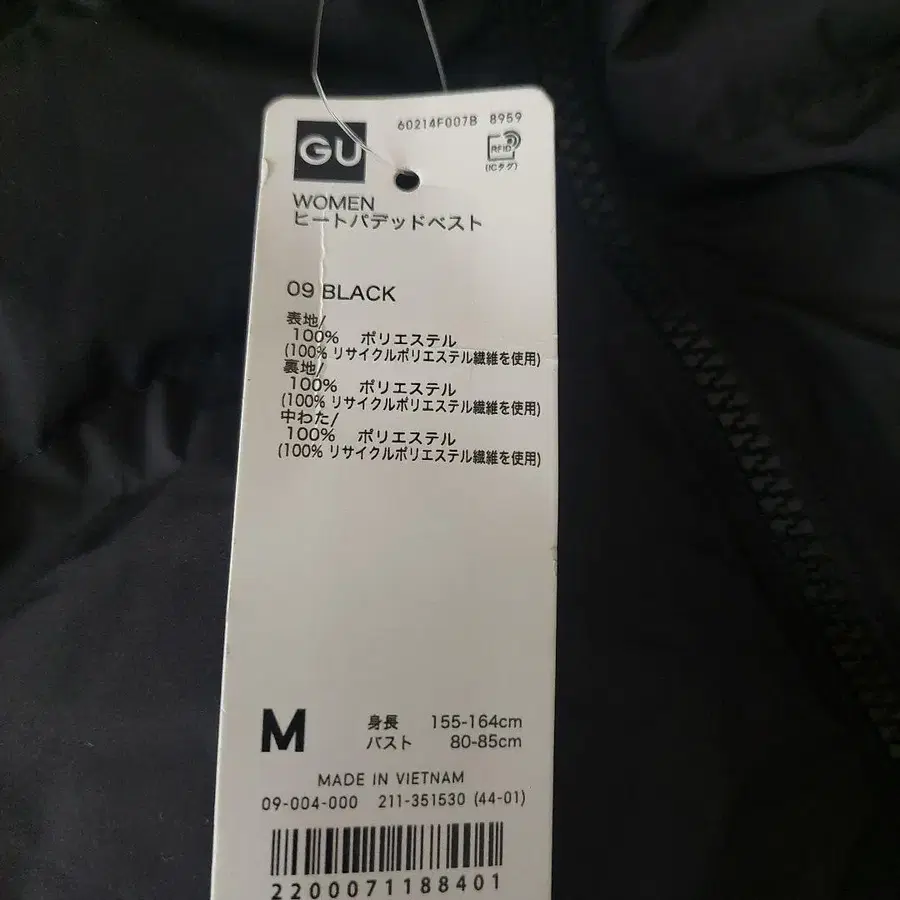 60214F007B 8959
GU
RFID
(ICタグ)
WOMEN
ヒートパデッドベスト
09 BLACK
表地/
100% ポリエステル
(100% リサイクルポリエステル繊維を使用)
裏地/
100% ポリエステル
(100% リサイクルポリエステル繊維を使用)
中わた/
100% ポリエステル
(100% リサイクルポリエステル繊維を使用)
M 身長 155-164cm
バスト 80-85cm
MADE IN VIETNAM
09-004-000 211-351530 (44-01)
2200071188401